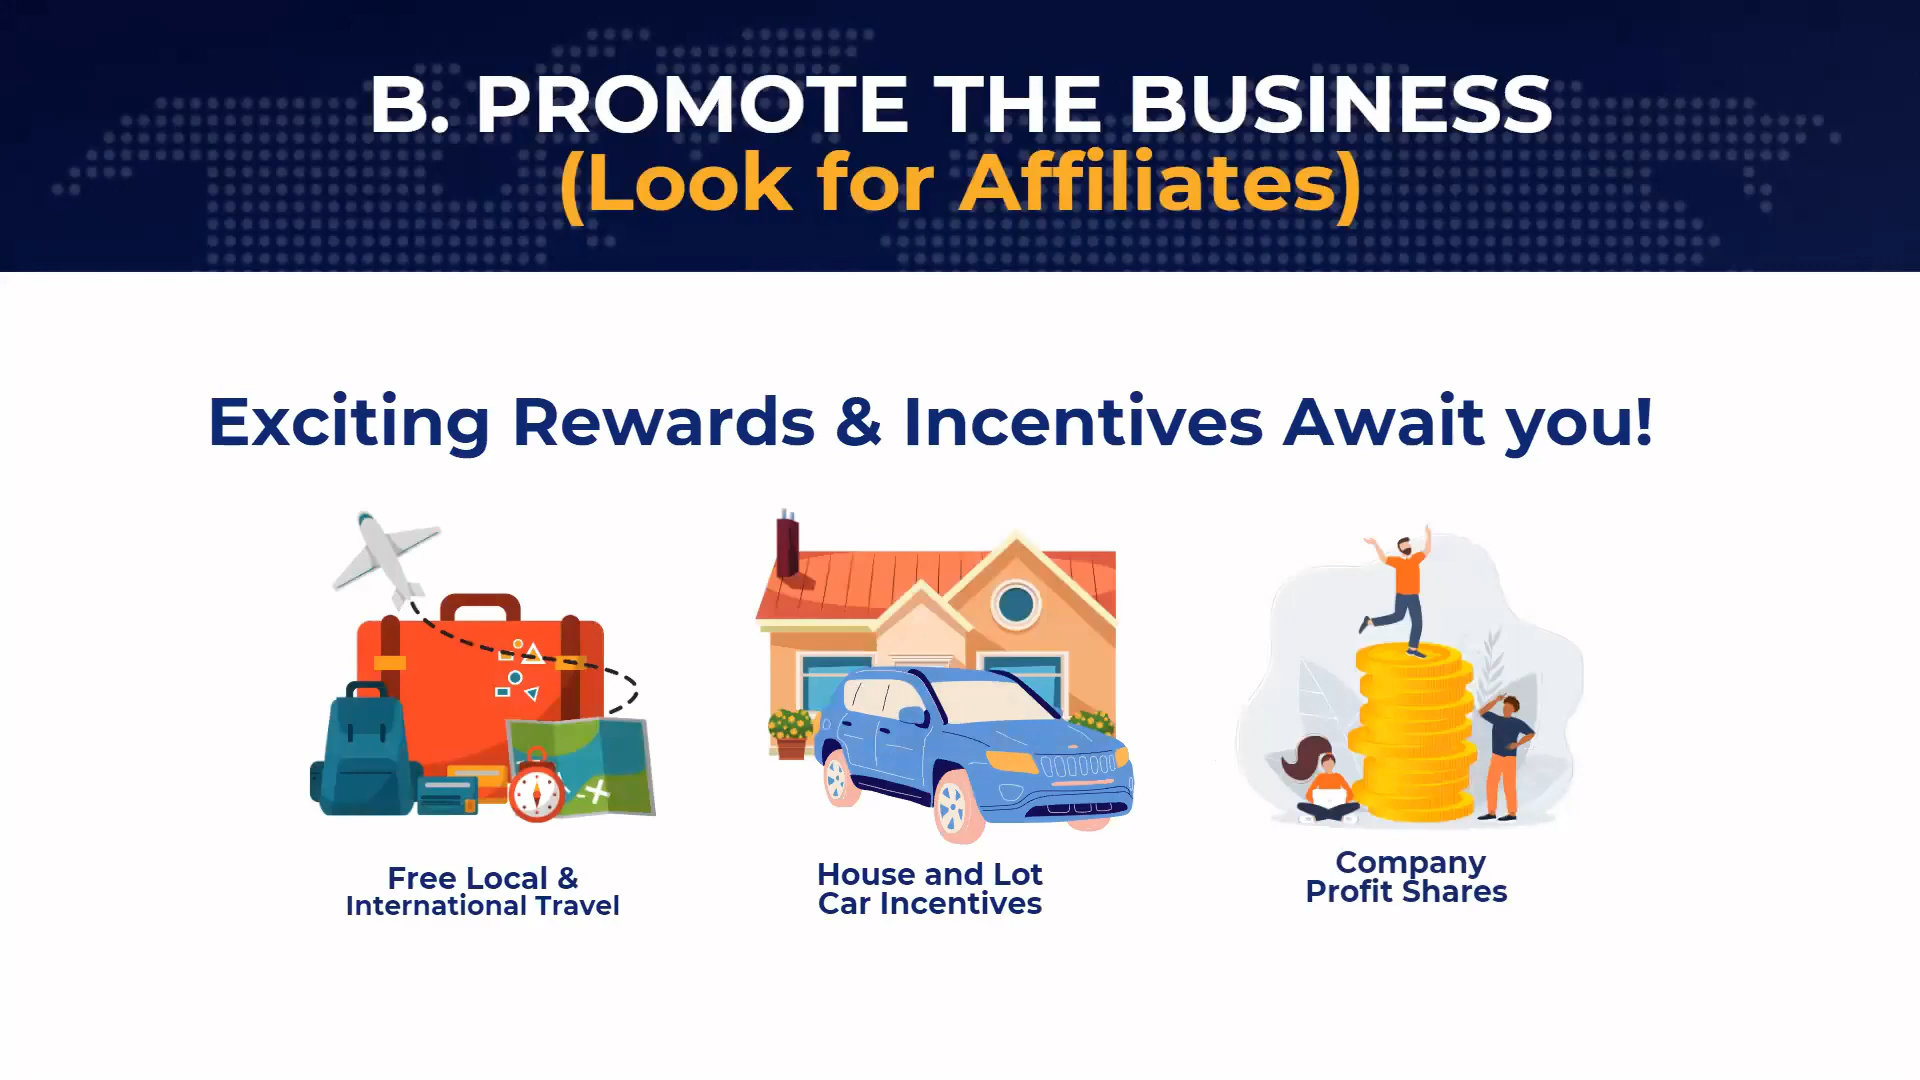 B. PROMOTE THE BUSINESS
(Look for Affiliates)
Exciting Rewards & Incentives Await you!
Free Local &
International Travel
House and Lot
Car Incentives
Company
Profit Shares